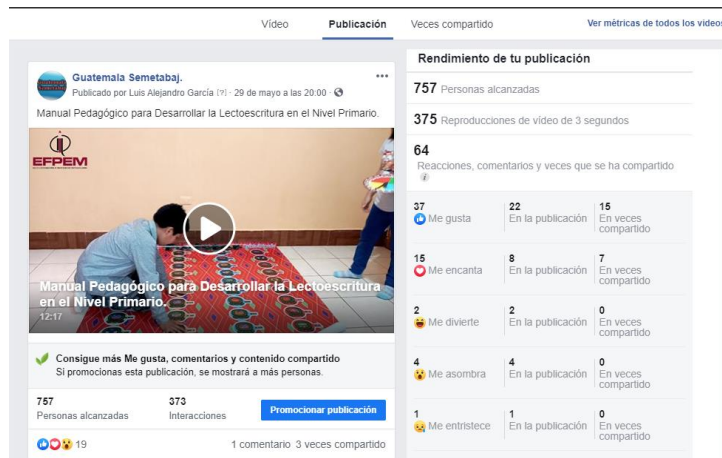 Vídeo Publicación Veces compartido Ver métricas de todos los vídeos
Guatemala Semetabaj.
Publicado por Luis Alejandro García [?] · 29 de mayo a las 20:00 ·
Manual Pedagógico para Desarrollar la Lectoescritura en el Nivel Primario.
EFPEM
Manual Pedagógico para Desarrollar la Lectoescritura
en el Nivel Primario.
12:17
Consigue más Me gusta, comentarios y contenido compartido
Si promocionas esta publicación, se mostrará a más personas.
757 373
Personas alcanzadas Interacciones Promocionar publicación
19 1 comentario 3 veces compartido
Rendimiento de tu publicación
757 Personas alcanzadas
375 Reproducciones de vídeo de 3 segundos
64
Reacciones, comentarios y veces que se ha compartido
37 22 15
Me gusta En la publicación En veces
compartido
15 8 7
Me encanta En la publicación En veces
compartido
2 2 0
Me divierte En la publicación En veces
compartido
4 4 0
Me asombra En la publicación En veces
compartido
1 1 0
Me entristece En la publicación En veces
compartido